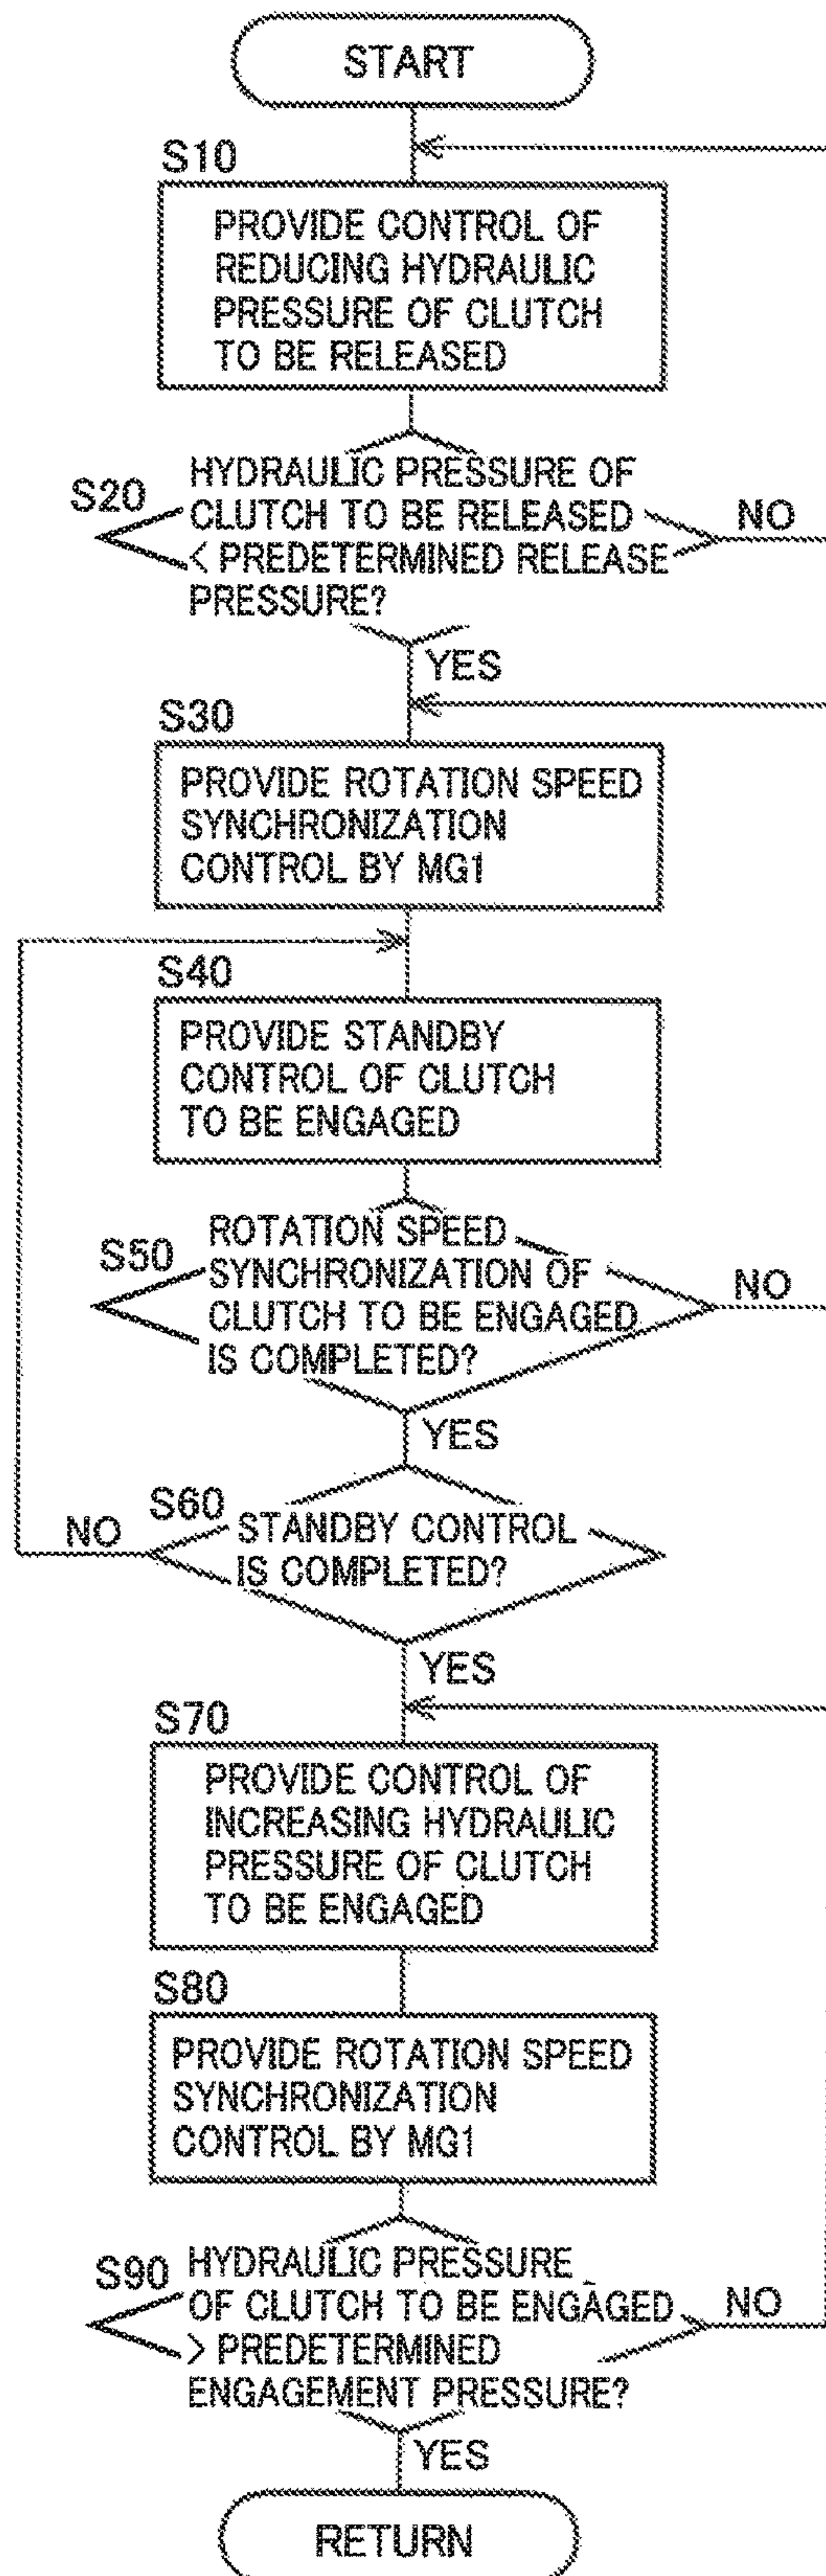 START
S10
PROVIDE CONTROL OF
REDUCING HYDRAULIC
PRESSURE OF CLUTCH
TO BE RELEASED
S20
HYDRAULIC PRESSURE OF
CLUTCH TO BE RELEASED
< PREDETERMINED RELEASE
PRESSURE?
NO
YES
S30
PROVIDE ROTATION SPEED
SYNCHRONIZATION
CONTROL BY MG1
S40
PROVIDE STANDBY
CONTROL OF CLUTCH
TO BE ENGAGED
S50
ROTATION SPEED
SYNCHRONIZATION OF
CLUTCH TO BE ENGAGED
IS COMPLETED?
NO
YES
S60
NO
STANDBY CONTROL
IS COMPLETED?
YES
S70
PROVIDE CONTROL OF
INCREASING HYDRAULIC
PRESSURE OF CLUTCH
TO BE ENGAGED
S80
PROVIDE ROTATION SPEED
SYNCHRONIZATION
CONTROL BY MG1
S90
HYDRAULIC PRESSURE
OF CLUTCH TO BE ENGAGED
> PREDETERMINED
ENGAGEMENT PRESSURE?
NO
YES
RETURN